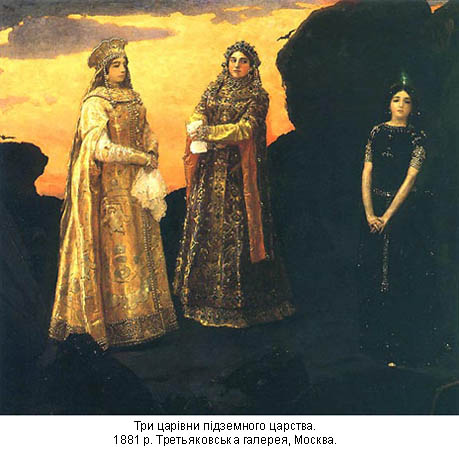 Три царівни підземного царства.
1881 р. Третьяковська галерея, Москва.